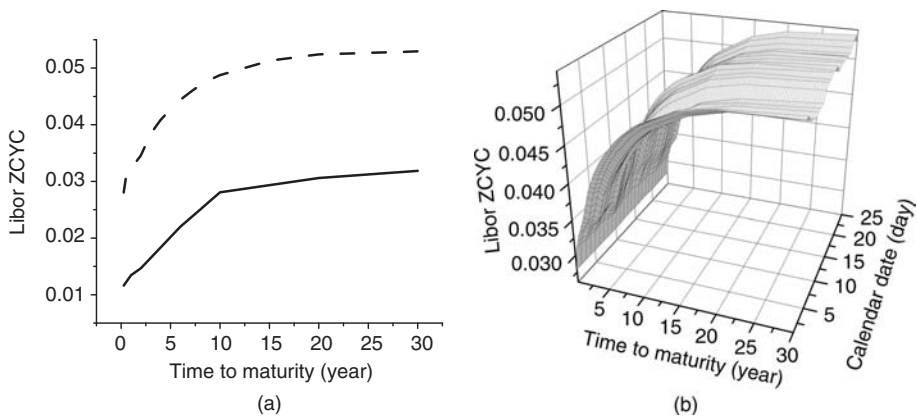 0.05
0.04
0.03
0.02
0.01
Libor ZCYC
0 5 10 15 20 25 30
Time to maturity (year)
(a)
0.050
0.045
0.040
0.035
0.030
Libor ZCYC
5 10 15 20 25 30
Time to maturity (year)
25
20
15
10
5
Calendar date (day)
(b)